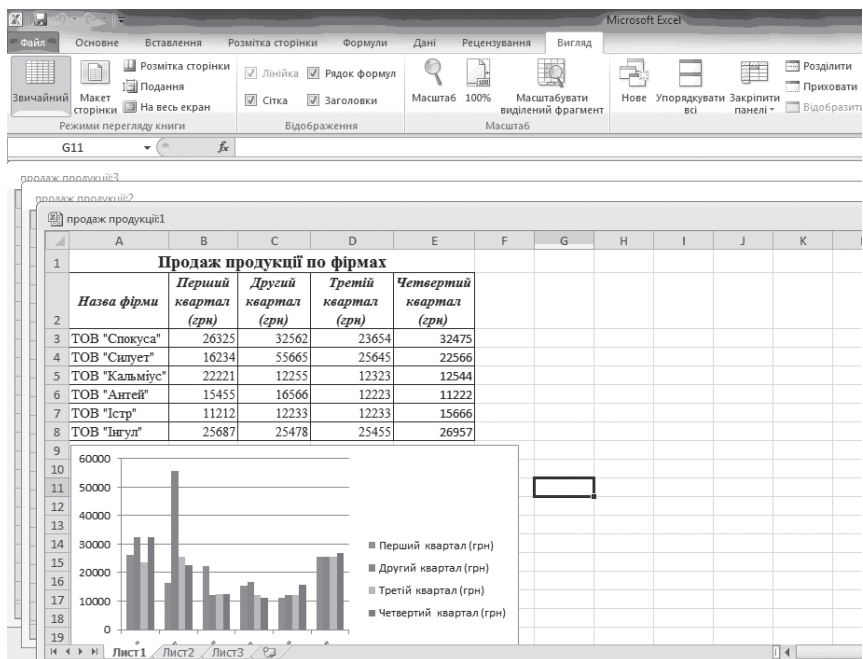 Microsoft Excel
Файл Основне Вставлення Розмітка сторінки Формули Дані Рецензування Вигляд
Звичайний
Макет сторінки
Розмітка сторінки
Подання
На весь екран
Режими перегляду книги
Лінійка Рядок формул
Сітка Заголовки
Відображення
Масштаб 100% Масштабувати виділений фрагмент
Масштаб
Нове Упорядкувати всі Закріпити панелі
Розділити
Приховати
Відобразити
G11 fx
продаж продукції:3
продаж продукції:2
продаж продукції:1
A B C D E F G H I J K
1 Продаж продукції по фірмах
2 Назва фірми Перший квартал (грн) Другий квартал (грн) Третій квартал (грн) Четвертий квартал (грн)
3 ТОВ "Спокуса" 26325 32562 23654 32475
4 ТОВ "Силует" 16234 55665 25645 22566
5 ТОВ "Кальміус" 22221 12255 12323 12544
6 ТОВ "Антей" 15455 16566 12223 11222
7 ТОВ "Істр" 11212 12233 12233 15666
8 ТОВ "Інгул" 25687 25478 25455 26957
9
10
11
12
13
14
15
16
17
18
19
60000
50000
40000
30000
20000
10000
0
Перший квартал (грн)
Другий квартал (грн)
Третій квартал (грн)
Четвертий квартал (грн)
Лист1 Лист2 Лист3